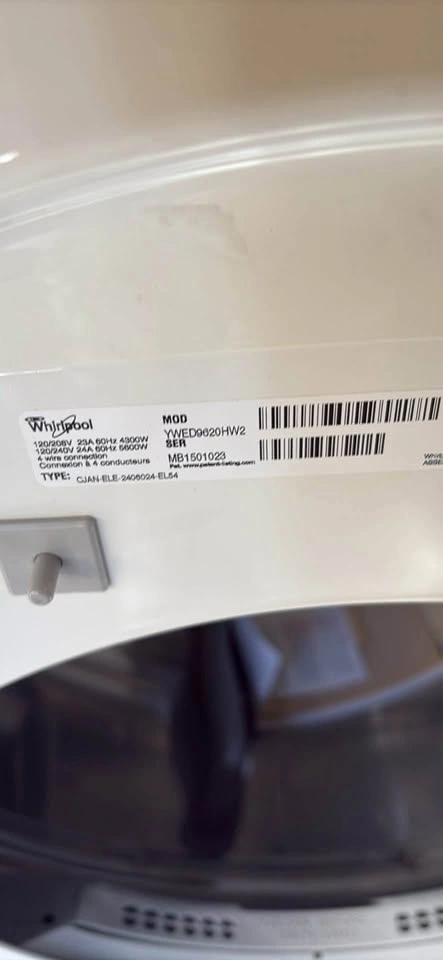 Whirlpool
120/208V 23A 60Hz 4300W
120/240V 24A 60Hz 5600W
4 wire connection
Connexion à 4 conducteurs
TYPE: CJAN-ELE-2406024-EL54
MOD
YWED9620HW2
SER
MB1501023
Pat. www.patent-listing.com